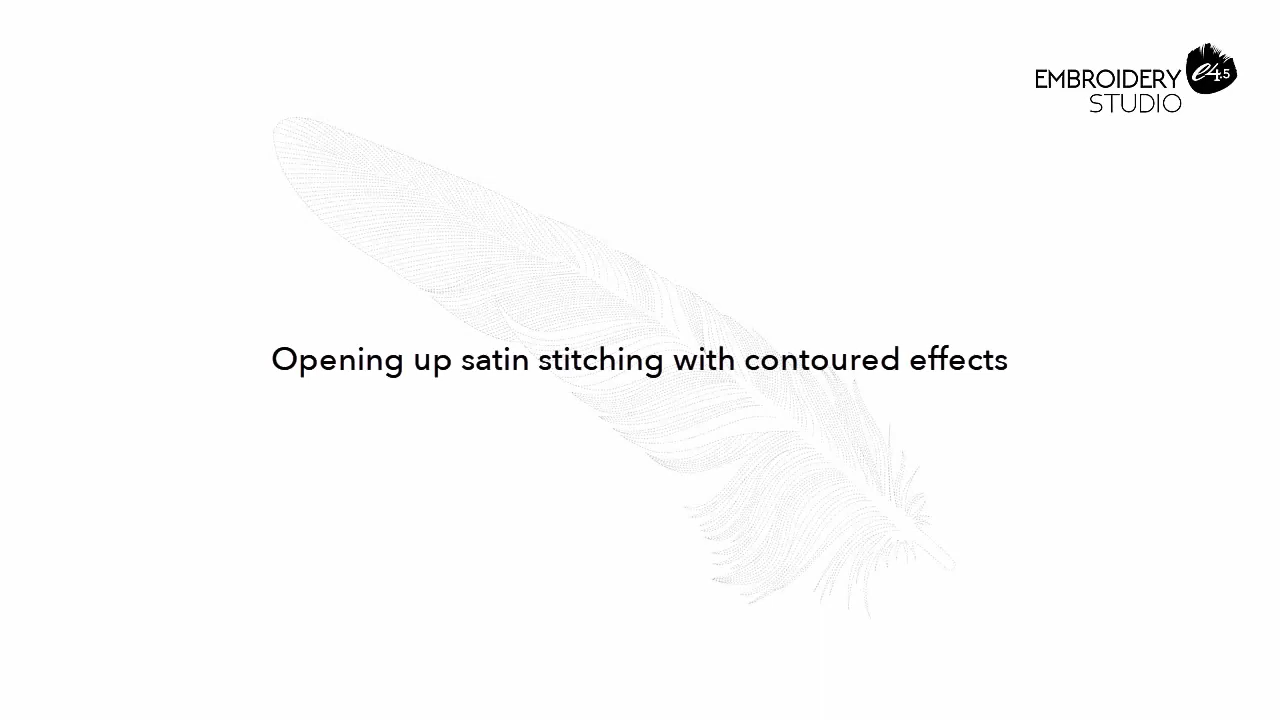 EMBROIDERY
STUDIO
e4.5
Opening up satin stitching with contoured effects